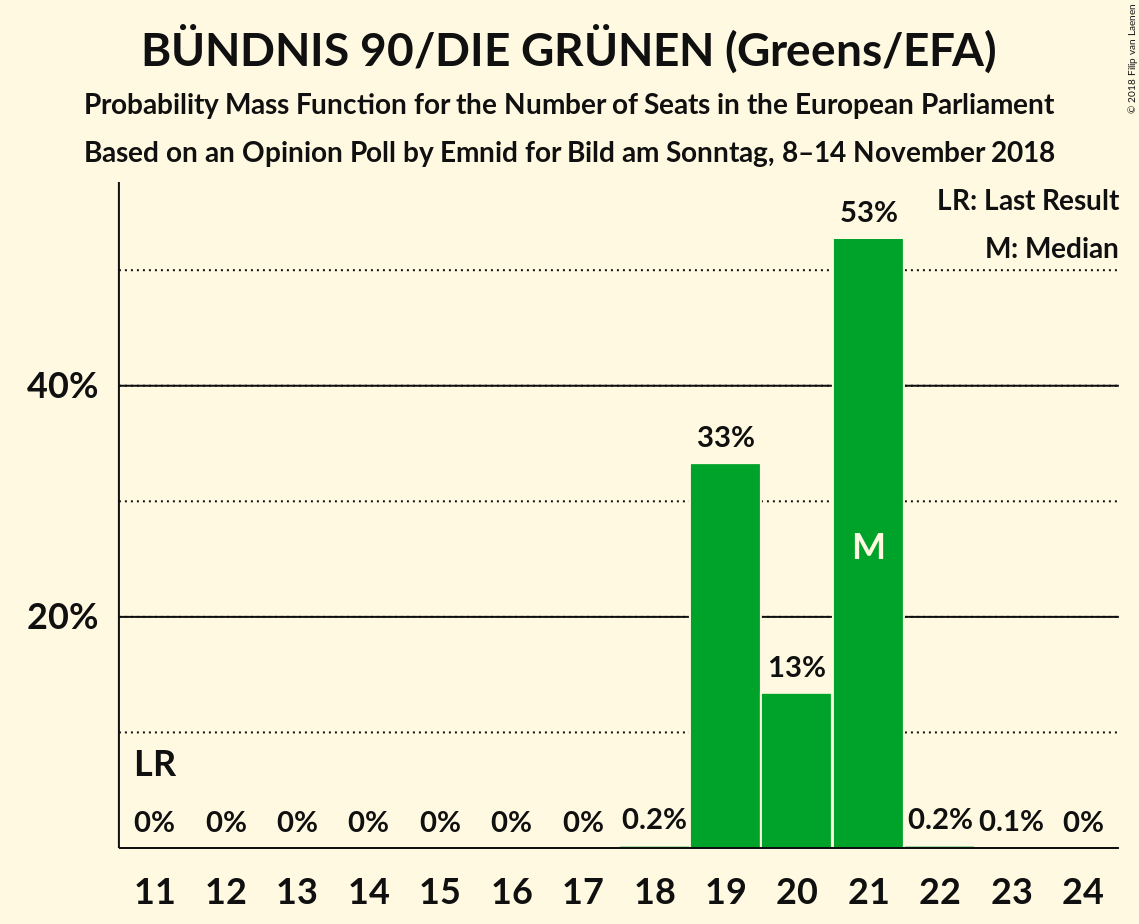 BÜNDNIS 90/DIE GRÜNEN (Greens/EFA)
Probability Mass Function for the Number of Seats in the European Parliament
Based on an Opinion Poll by Emnid for Bild am Sonntag, 8–14 November 2018
© 2018 Filip van Laenen
LR: Last Result
M: Median
53%
40%
33%
M
20%
13%
LR
0% 0% 0% 0% 0% 0% 0% 0.2% 0.2% 0.1% 0%
11 12 13 14 15 16 17 18 19 20 21 22 23 24